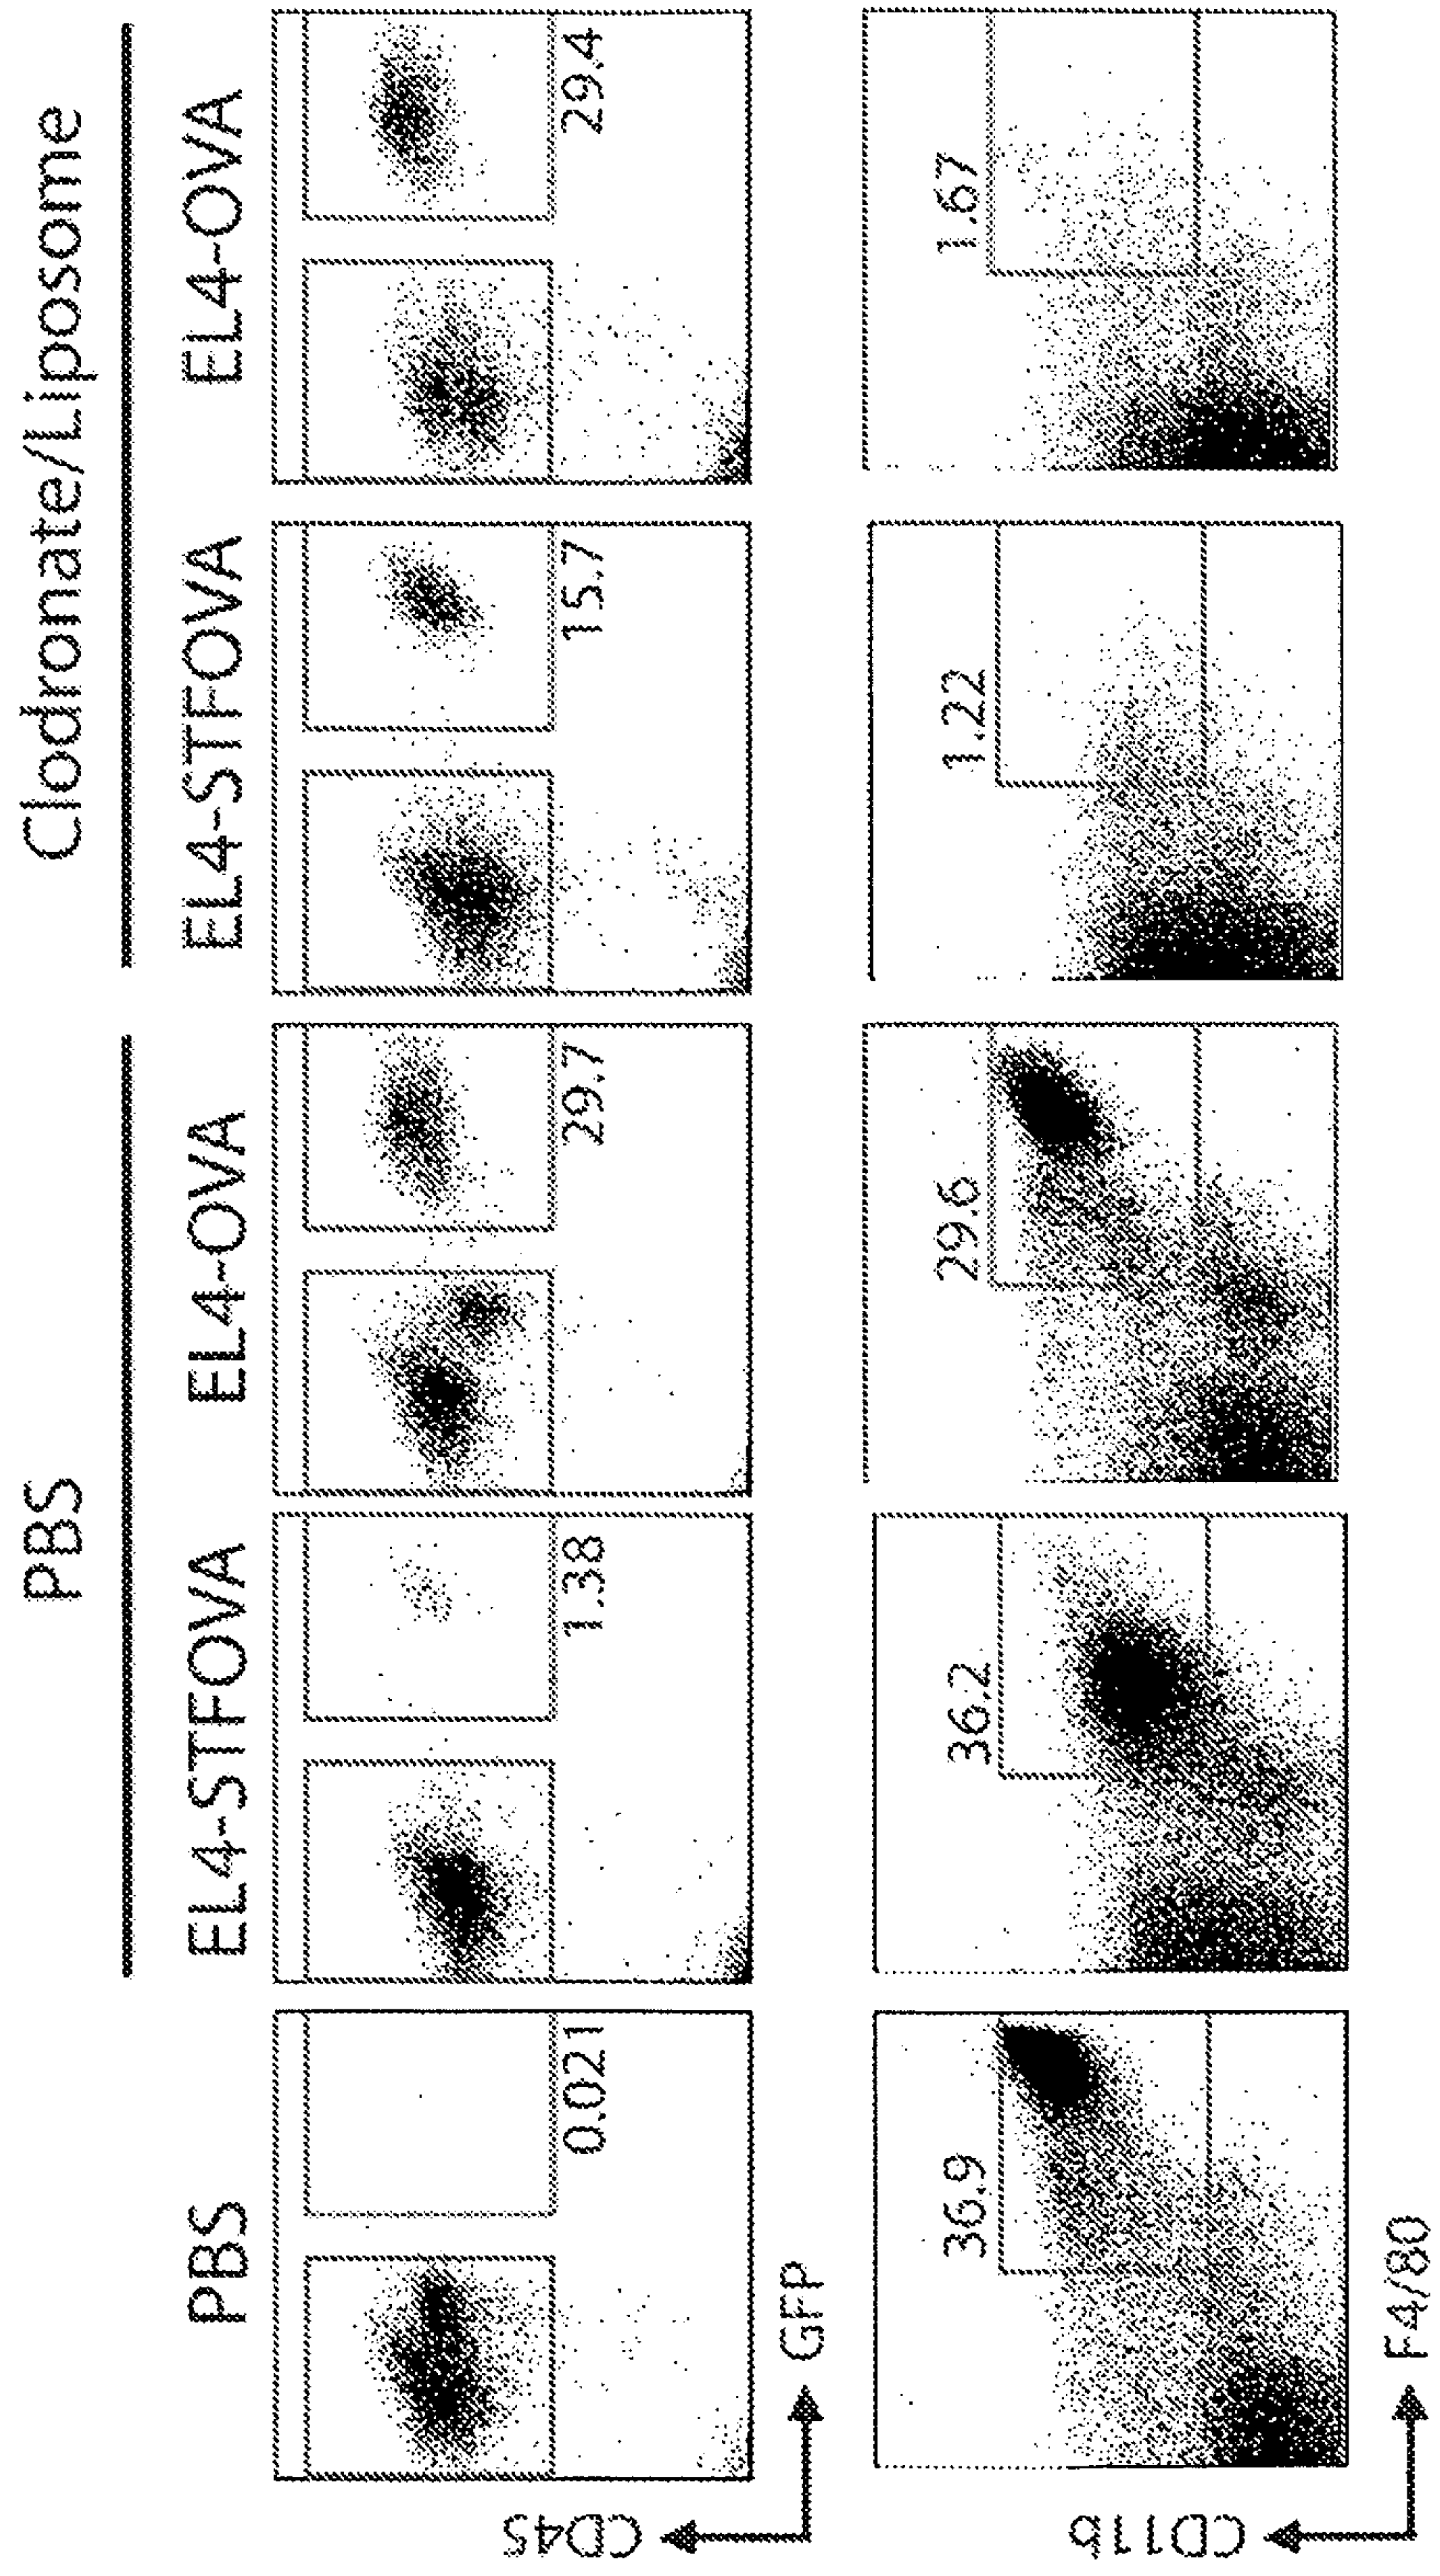 PBS
Clodronate/Liposome
PBS
EL4-STFOVA
EL4-OVA
EL4-STFOVA
EL4-OVA
CD45
0.021
1.38
29.7
15.7
29.4
GFP
CD11b
36.9
36.2
29.6
1.22
1.67
F4/80